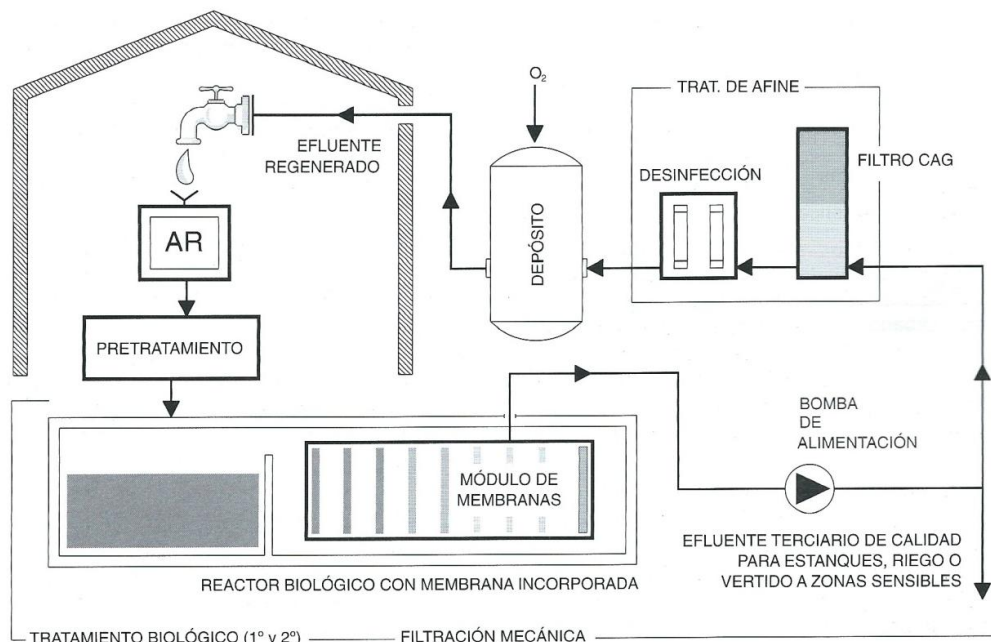 O₂
TRAT. DE AFINE
EFLUENTE
REGENERADO
DESINFECCIÓN
FILTRO CAG
DEPÓSITO
AR
PRETRATAMIENTO
BOMBA
DE
ALIMENTACIÓN
MÓDULO DE
MEMBRANAS
EFLUENTE TERCIARIO DE CALIDAD
PARA ESTANQUES, RIEGO O
VERTIDO A ZONAS SENSIBLES
REACTOR BIOLÓGICO CON MEMBRANA INCORPORADA
TRATAMIENTO BIOLÓGICO (1º y 2º)
FILTRACIÓN MECÁNICA